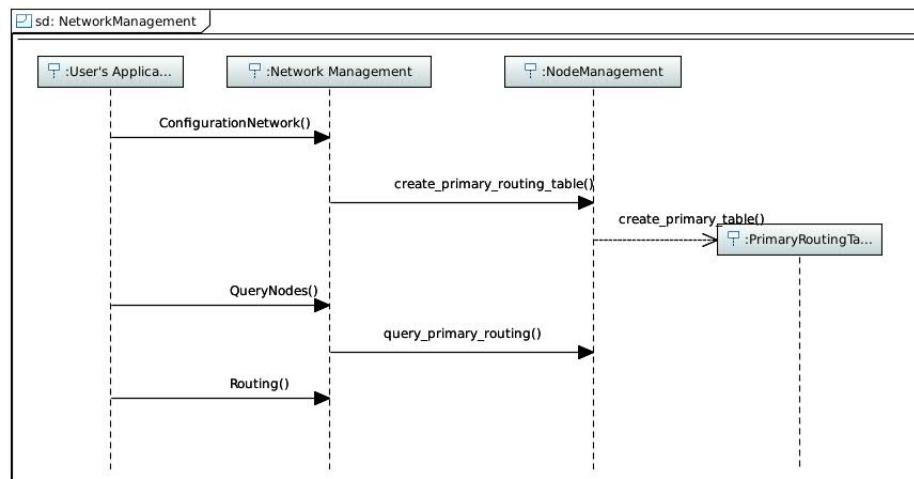 sd: NetworkManagement
:User's Applica...
:Network Management
:NodeManagement
ConfigurationNetwork()
create_primary_routing_table()
create_primary_table()
:PrimaryRoutingTa...
QueryNodes()
query_primary_routing()
Routing()